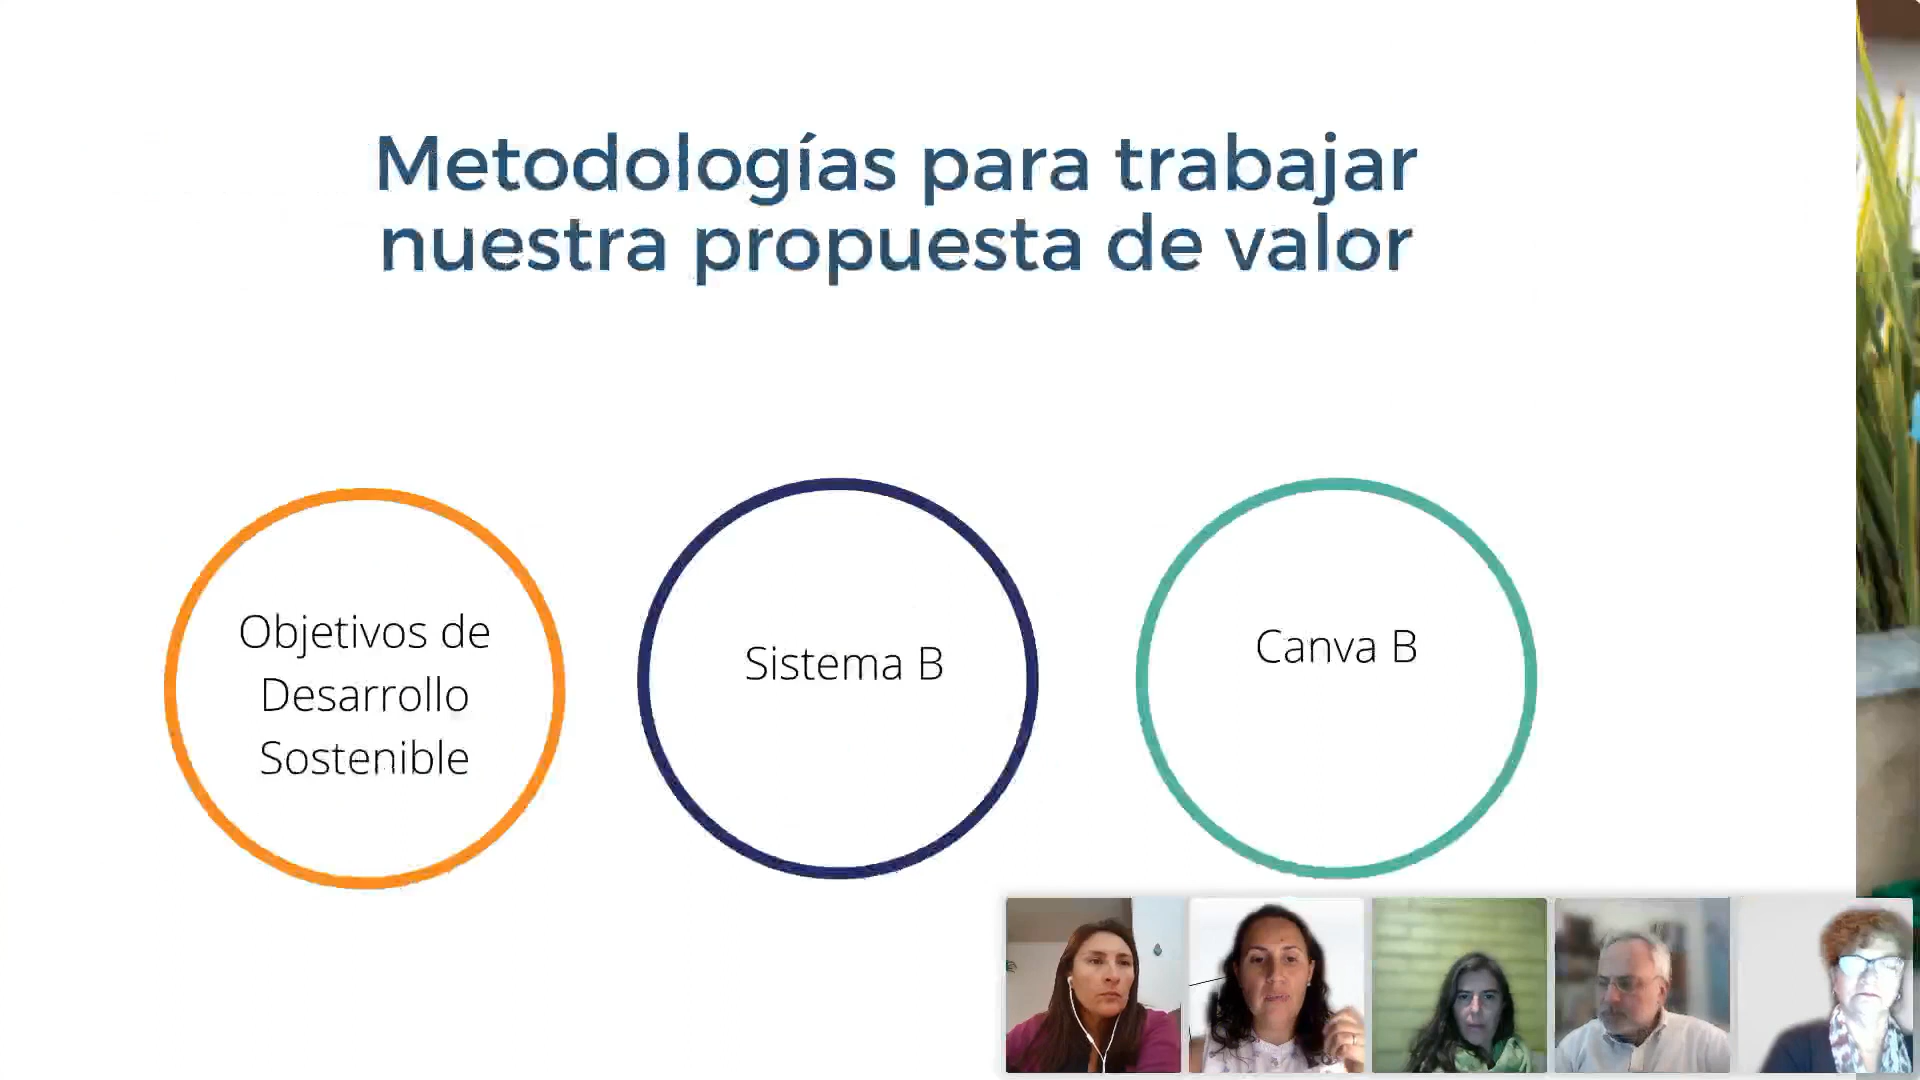 Metodologías para trabajar
nuestra propuesta de valor
Objetivos de
Desarrollo
Sostenible
Sistema B
Canva B